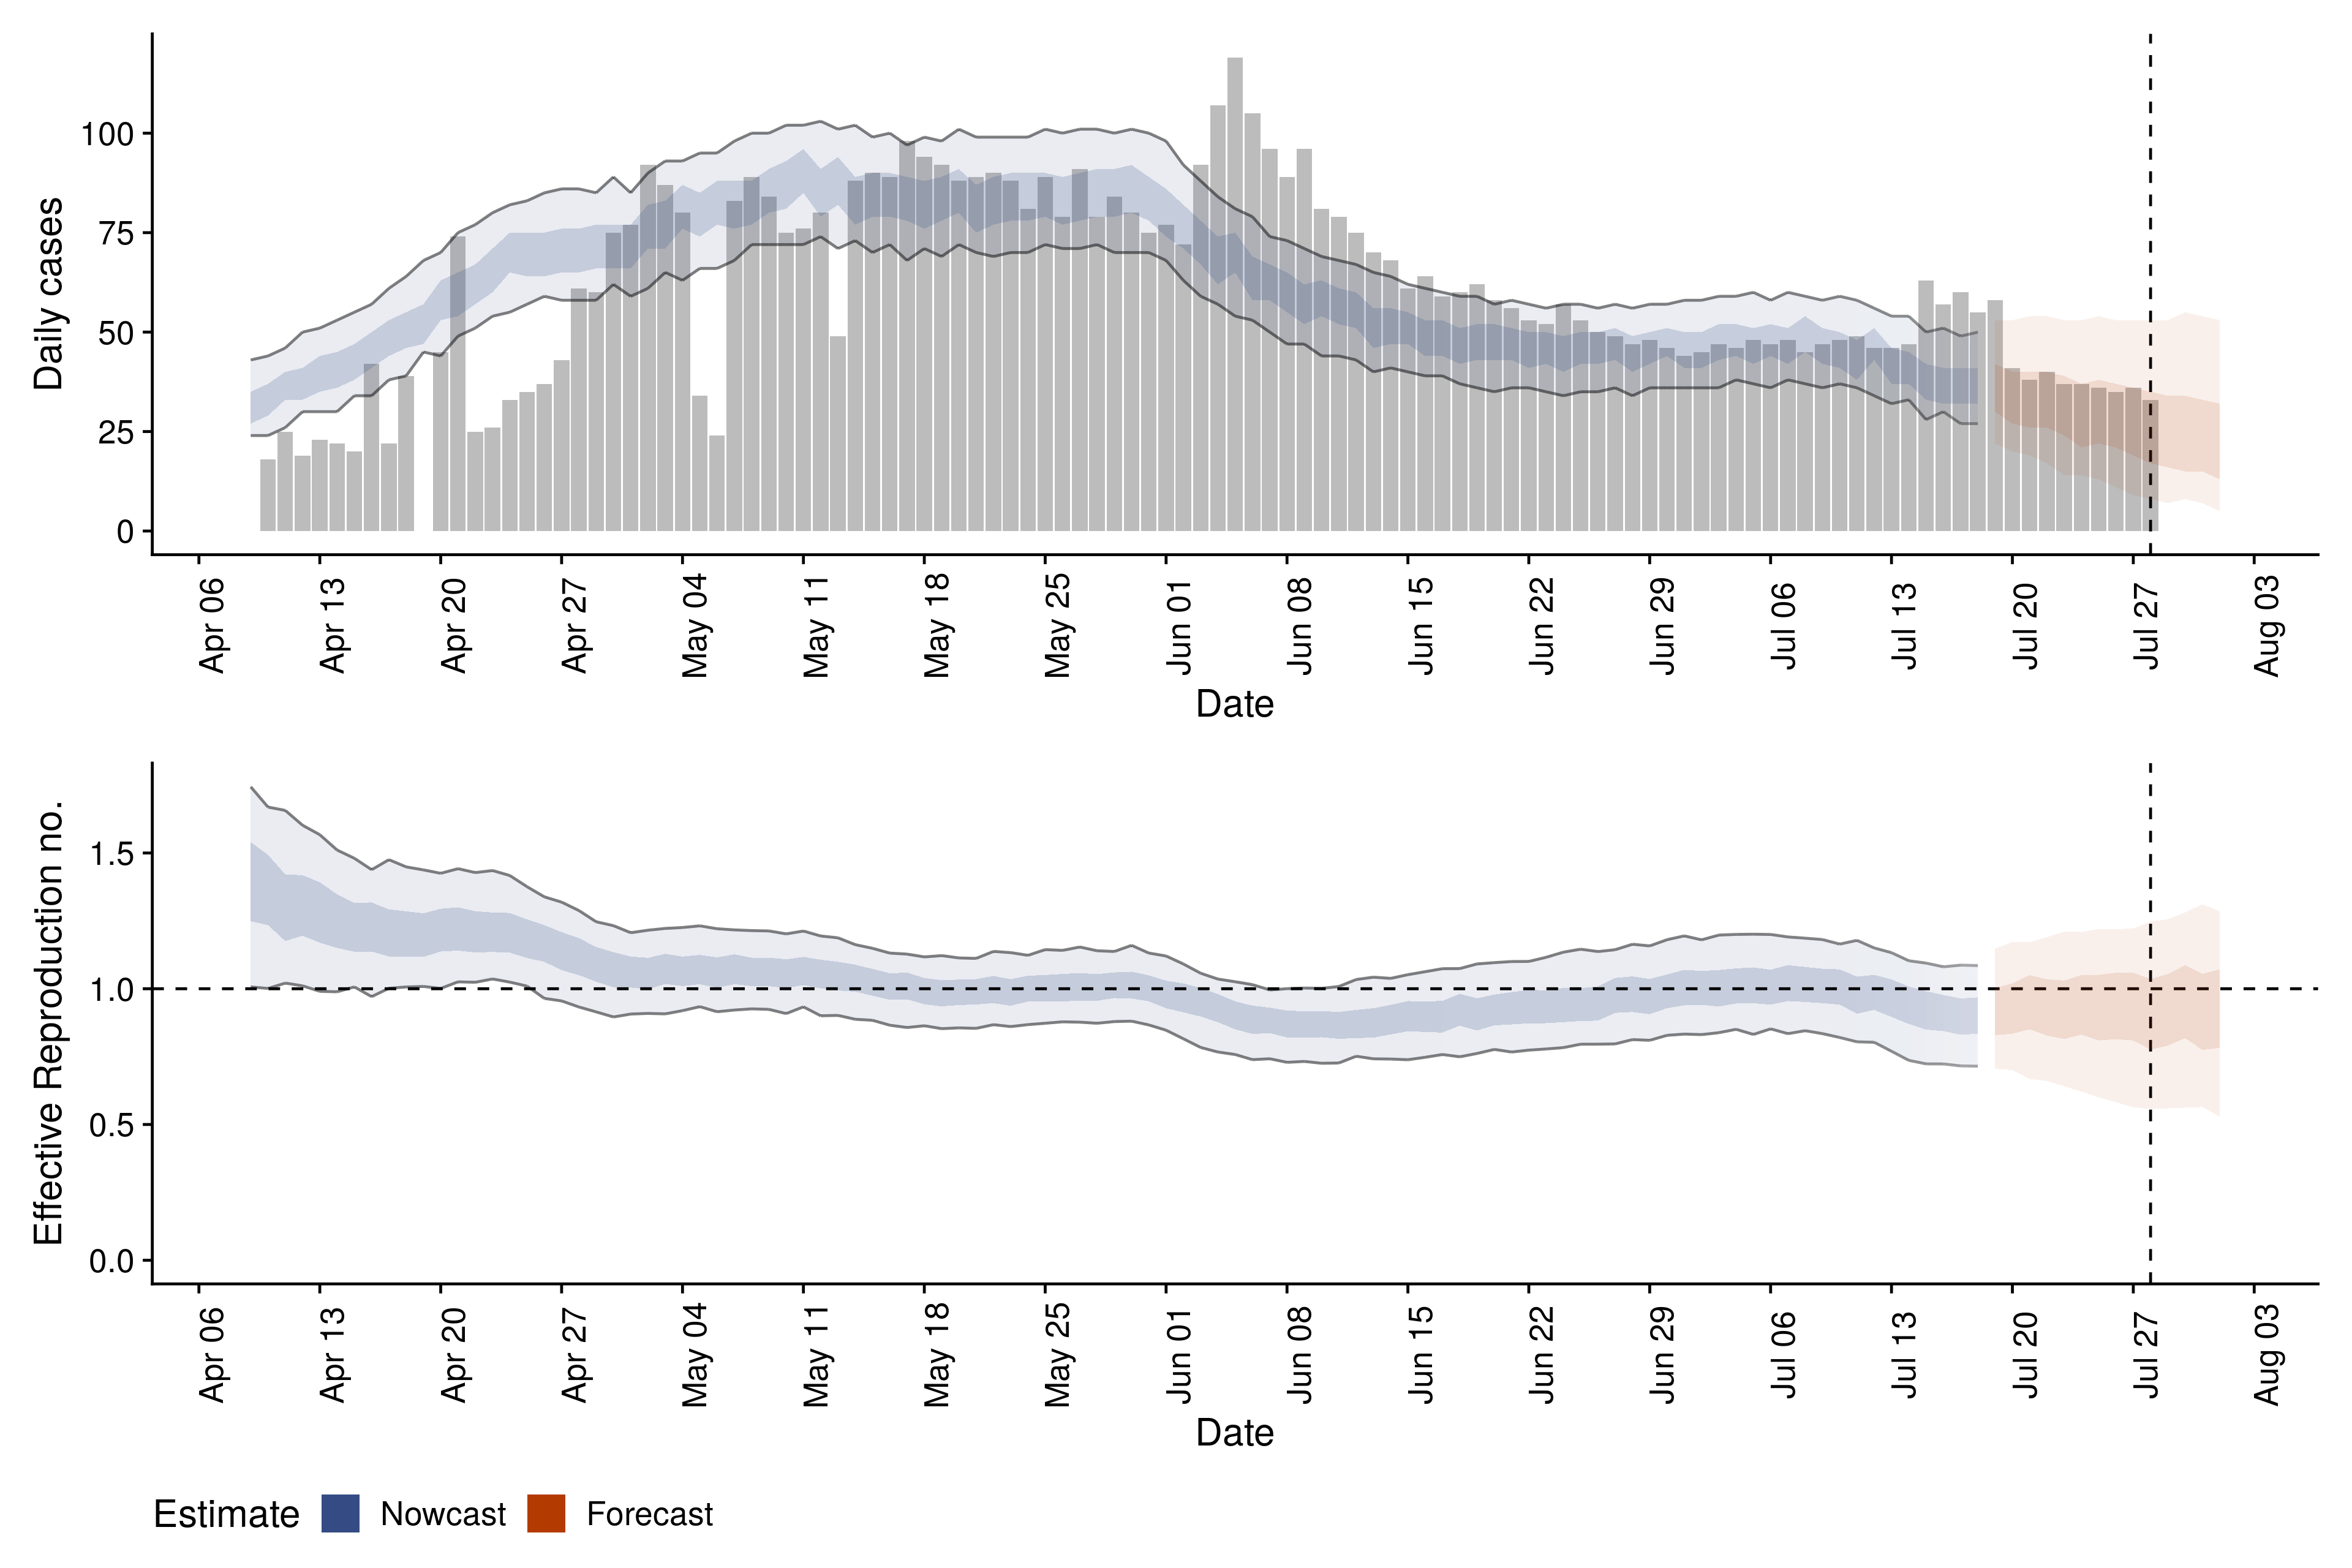 Daily cases
100
75
50
25
0
Apr 06
Apr 13
Apr 20
Apr 27
May 04
May 11
May 18
May 25
Jun 01
Jun 08
Jun 15
Jun 22
Jun 29
Jul 06
Jul 13
Jul 20
Jul 27
Aug 03
Date
Effective Reproduction no.
1.5
1.0
0.5
0.0
Apr 06
Apr 13
Apr 20
Apr 27
May 04
May 11
May 18
May 25
Jun 01
Jun 08
Jun 15
Jun 22
Jun 29
Jul 06
Jul 13
Jul 20
Jul 27
Aug 03
Date
Estimate Nowcast Forecast